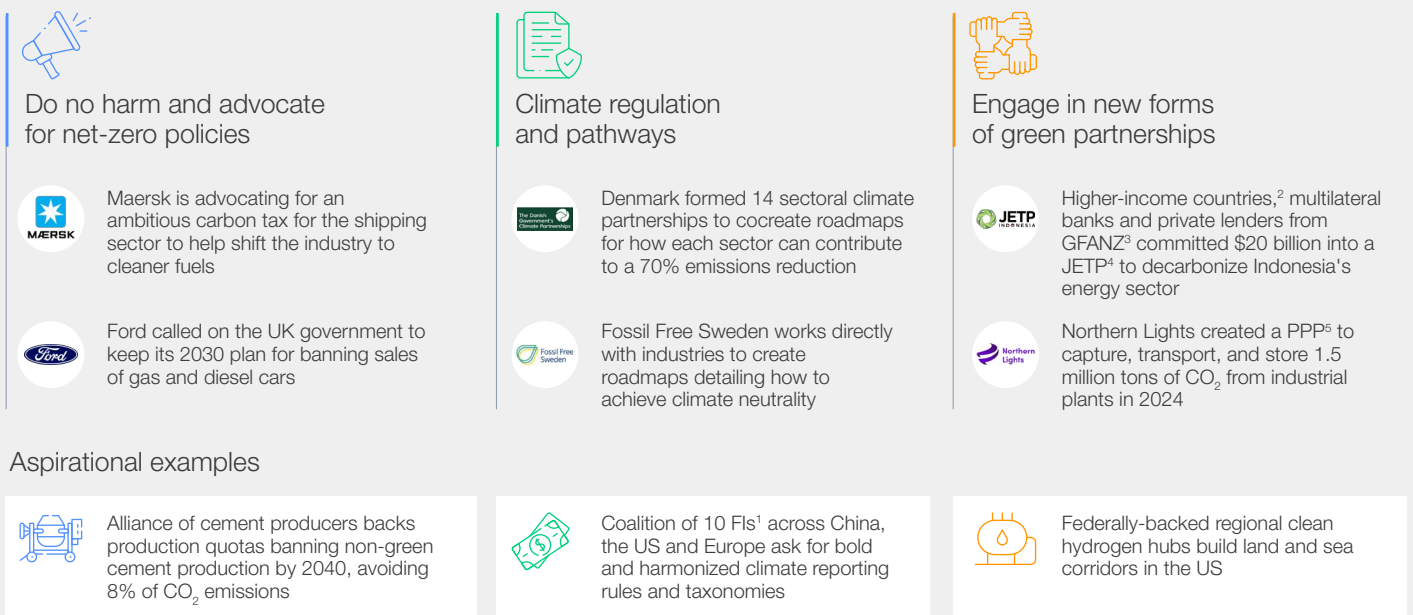 Do no harm and advocate
for net-zero policies
MÆRSK
Maersk is advocating for an
ambitious carbon tax for the shipping
sector to help shift the industry to
cleaner fuels
Ford
Ford called on the UK government to
keep its 2030 plan for banning sales
of gas and diesel cars
Climate regulation
and pathways
The Danish
Government's
Climate Partnerships
Denmark formed 14 sectoral climate
partnerships to cocreate roadmaps
for how each sector can contribute
to a 70% emissions reduction
Fossil Free
Sweden
Fossil Free Sweden works directly
with industries to create
roadmaps detailing how to
achieve climate neutrality
Engage in new forms
of green partnerships
JETP
INDONESIA
Higher-income countries,² multilateral
banks and private lenders from
GFANZ³ committed $20 billion into a
JETP⁴ to decarbonize Indonesia's
energy sector
Northern
Lights
Northern Lights created a PPP⁵ to
capture, transport, and store 1.5
million tons of CO₂ from industrial
plants in 2024
Aspirational examples
Alliance of cement producers backs
production quotas banning non-green
cement production by 2040, avoiding
8% of CO₂ emissions
Coalition of 10 FIs¹ across China,
the US and Europe ask for bold
and harmonized climate reporting
rules and taxonomies
Federally-backed regional clean
hydrogen hubs build land and sea
corridors in the US